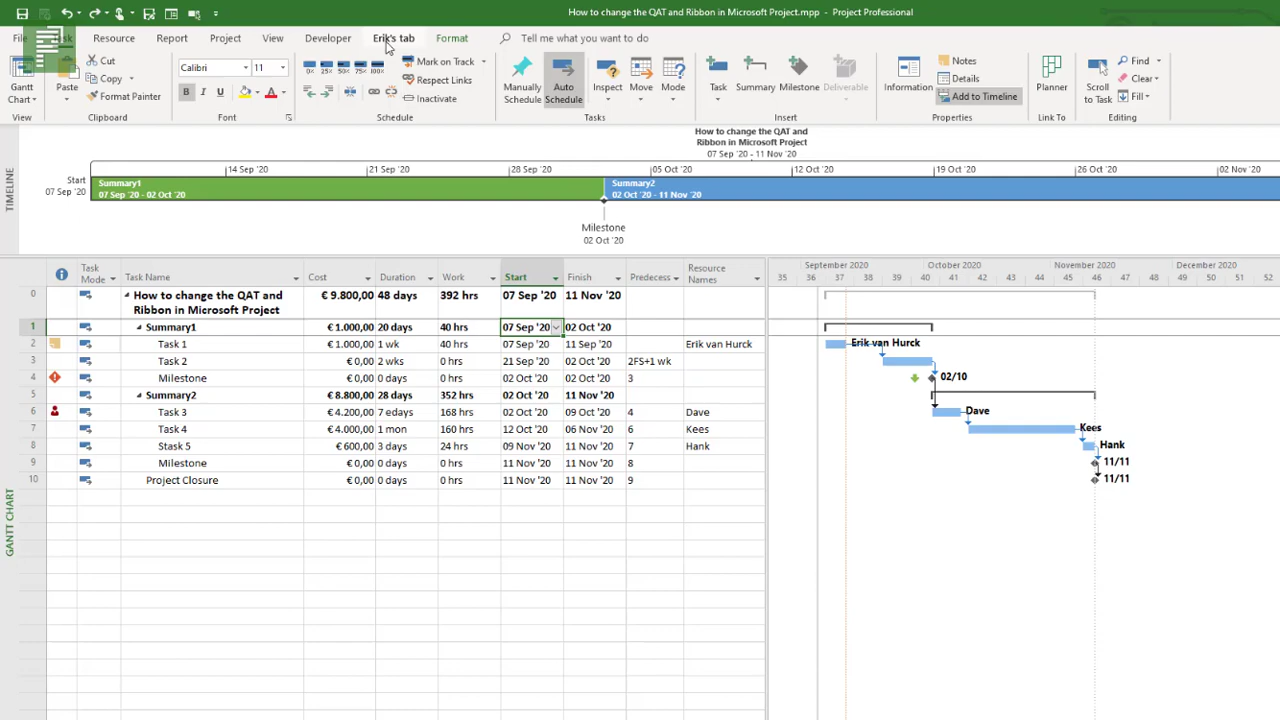 How to change the QAT and Ribbon in Microsoft Project.mpp - Project Professional
File Task Resource Report Project View Developer Erik's tab Format Tell me what you want to do
Gantt Chart
View
Paste
Cut
Copy
Format Painter
Clipboard
Calibri 11
B I U A
Font
0% 25% 50% 75% 100%
Mark on Track
Respect Links
Inactivate
Schedule
Manually Schedule
Auto Schedule
Inspect
Move
Mode
Tasks
Task
Summary
Milestone
Deliverable
Insert
Information
Notes
Details
Add to Timeline
Properties
Planner
Link To
Scroll to Task
Find
Clear
Fill
Editing
TIMELINE
How to change the QAT and
Ribbon in Microsoft Project
07 Sep '20 - 11 Nov '20
14 Sep '20 21 Sep '20 28 Sep '20 05 Oct '20 12 Oct '20 19 Oct '20 26 Oct '20 02 Nov '20
Start
07 Sep '20
Summary1
07 Sep '20 - 02 Oct '20
Summary2
02 Oct '20 - 11 Nov '20
Milestone
02 Oct '20
GANTT CHART
Task Mode Task Name Cost Duration Work Start Finish Predecess Resource Names
0 How to change the QAT and Ribbon in Microsoft Project € 9.800,00 48 days 392 hrs 07 Sep '20 11 Nov '20
1 Summary1 € 1.000,00 20 days 40 hrs 07 Sep '20 02 Oct '20
2 Task 1 € 1.000,00 1 wk 40 hrs 07 Sep '20 11 Sep '20 Erik van Hurck
3 Task 2 € 0,00 2 wks 0 hrs 21 Sep '20 02 Oct '20 2FS+1 wk
4 Milestone € 0,00 0 days 0 hrs 02 Oct '20 02 Oct '20 3
5 Summary2 € 8.800,00 28 days 352 hrs 02 Oct '20 11 Nov '20
6 Task 3 € 4.200,00 7 edays 168 hrs 02 Oct '20 09 Oct '20 4 Dave
7 Task 4 € 4.000,00 1 mon 160 hrs 12 Oct '20 06 Nov '20 6 Kees
8 Stask 5 € 600,00 3 days 24 hrs 09 Nov '20 11 Nov '20 7 Hank
9 Milestone € 0,00 0 days 0 hrs 11 Nov '20 11 Nov '20 8
10 Project Closure € 0,00 0 days 0 hrs 11 Nov '20 11 Nov '20 9
September 2020 October 2020 November 2020 December 2020
35 36 37 38 39 40 41 42 43 44 45 46 47 48 49 50 51 52
Erik van Hurck
02/10
Dave
Kees
Hank
11/11
11/11